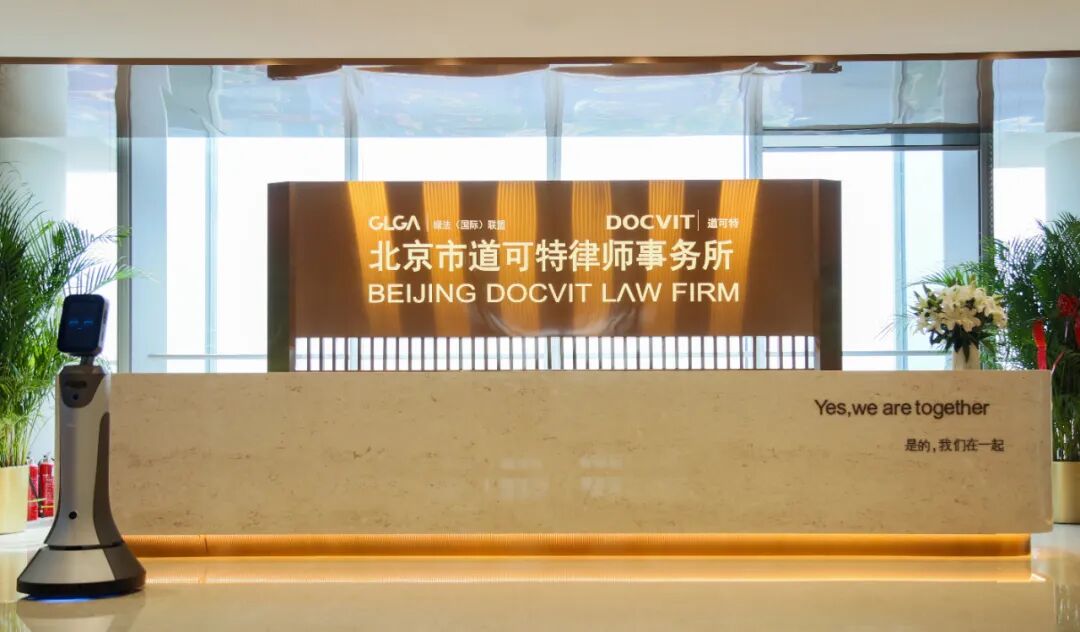 GLGA 绿法（国际）联盟 DOCVIT 道可特
北京市道可特律师事务所
BEIJING DOCVIT LAW FIRM
Yes,we are together
是的,我们在一起